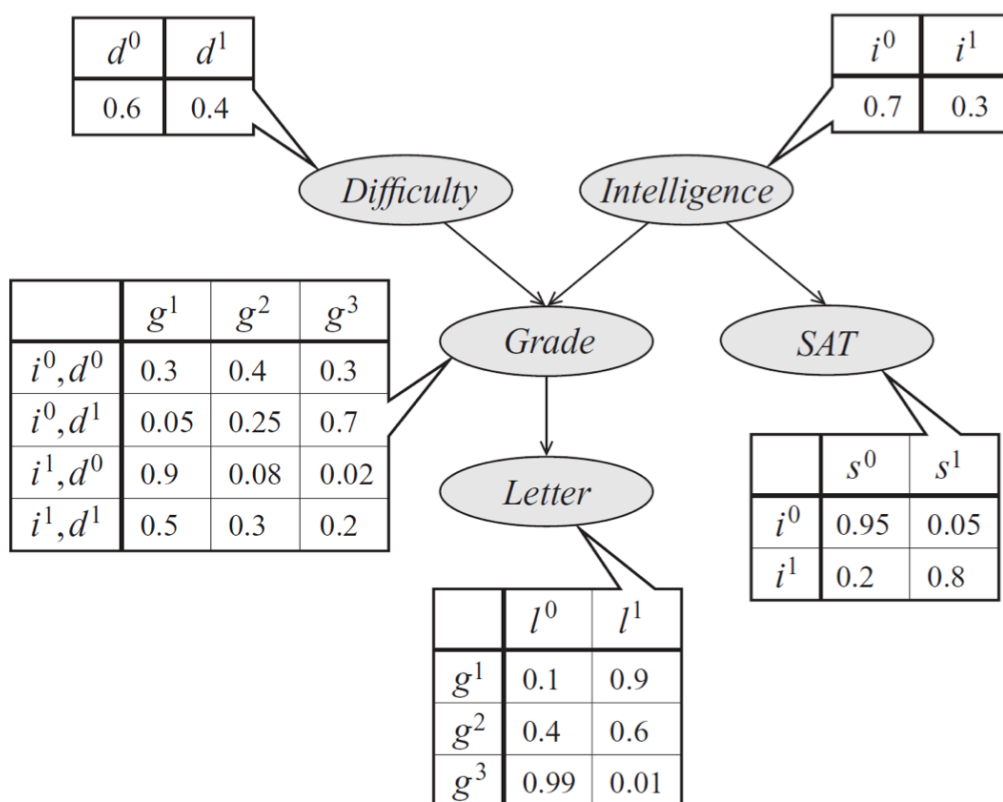 d⁰ d¹
0.6 0.4
i⁰ i¹
0.7 0.3
Difficulty
Intelligence
g¹ g² g³
i⁰,d⁰ 0.3 0.4 0.3
i⁰,d¹ 0.05 0.25 0.7
i¹,d⁰ 0.9 0.08 0.02
i¹,d¹ 0.5 0.3 0.2
Grade
SAT
Letter
s⁰ s¹
i⁰ 0.95 0.05
i¹ 0.2 0.8
l⁰ l¹
g¹ 0.1 0.9
g² 0.4 0.6
g³ 0.99 0.01